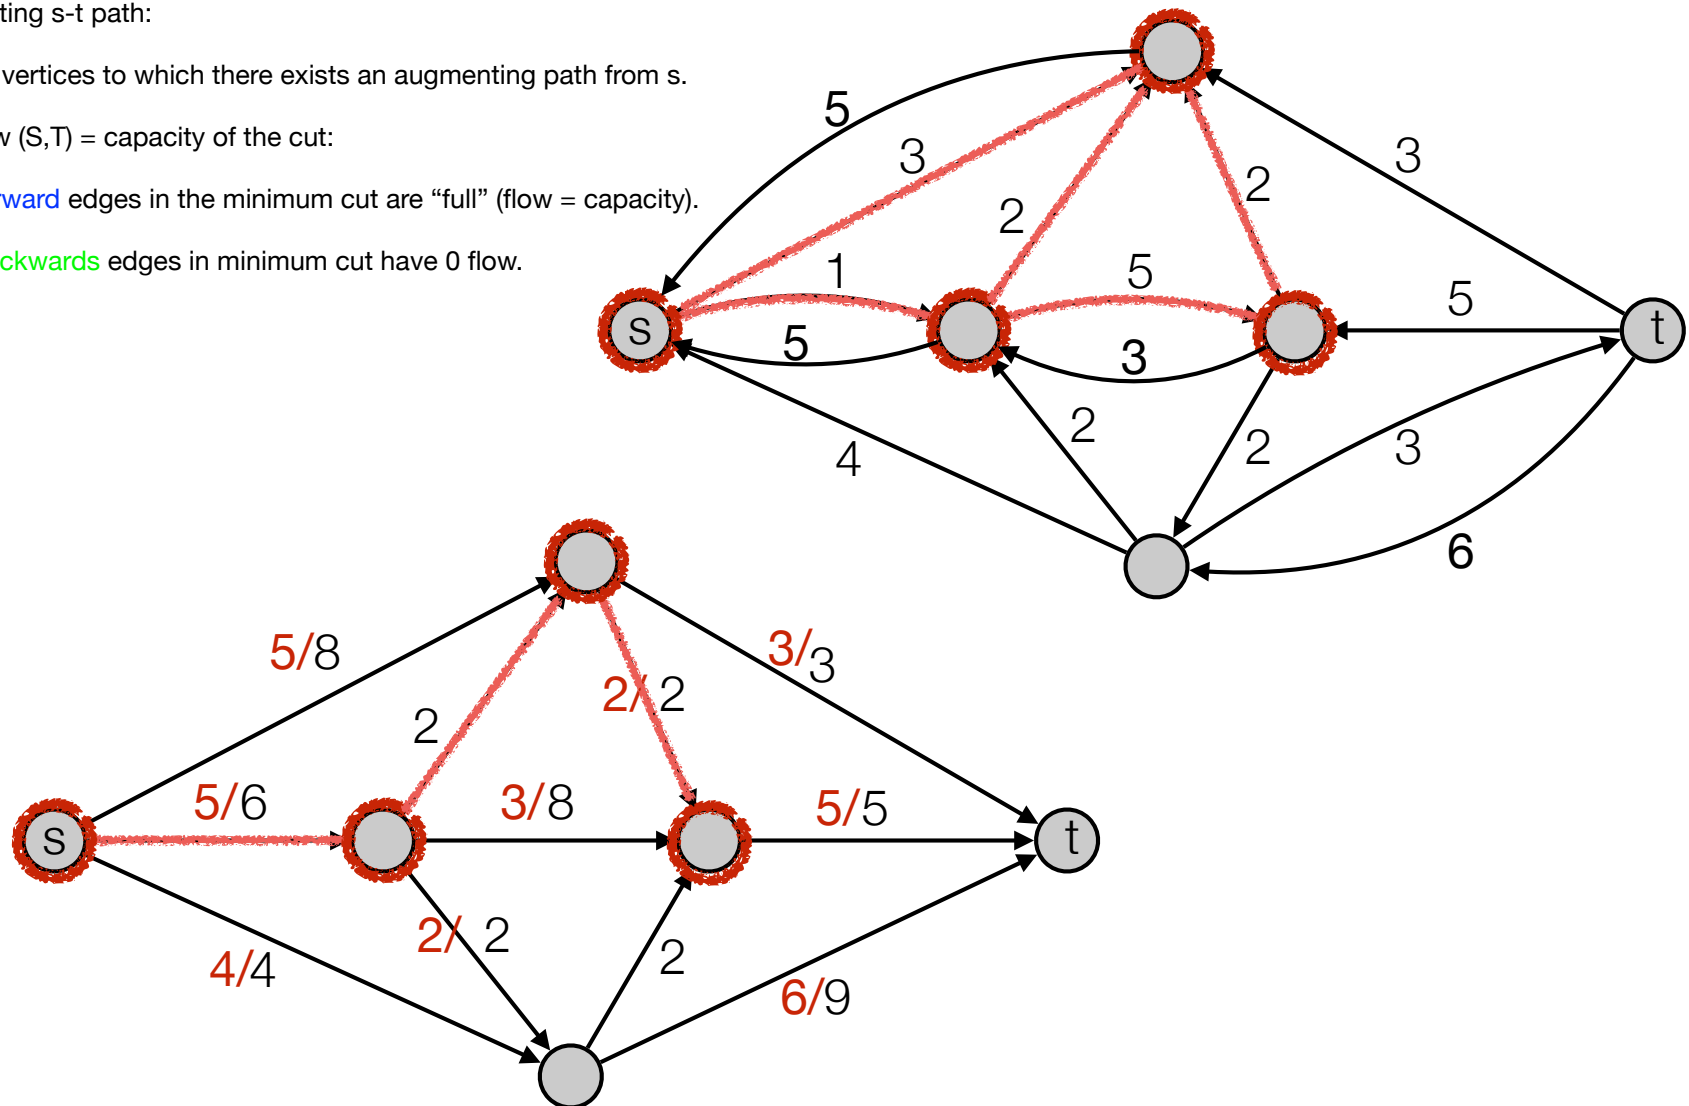 ting s-t path:
vertices to which there exists an augmenting path from s.
w (S,T) = capacity of the cut:
rward edges in the minimum cut are “full” (flow = capacity).
ckwards edges in minimum cut have 0 flow.
5
3
3
2
2
1
5
5
s
t
5
3
2
2
3
4
6
5/8
3/3
2/ 2
2
5/6
3/8
5/5
s
t
2/ 2
2
4/4
6/9